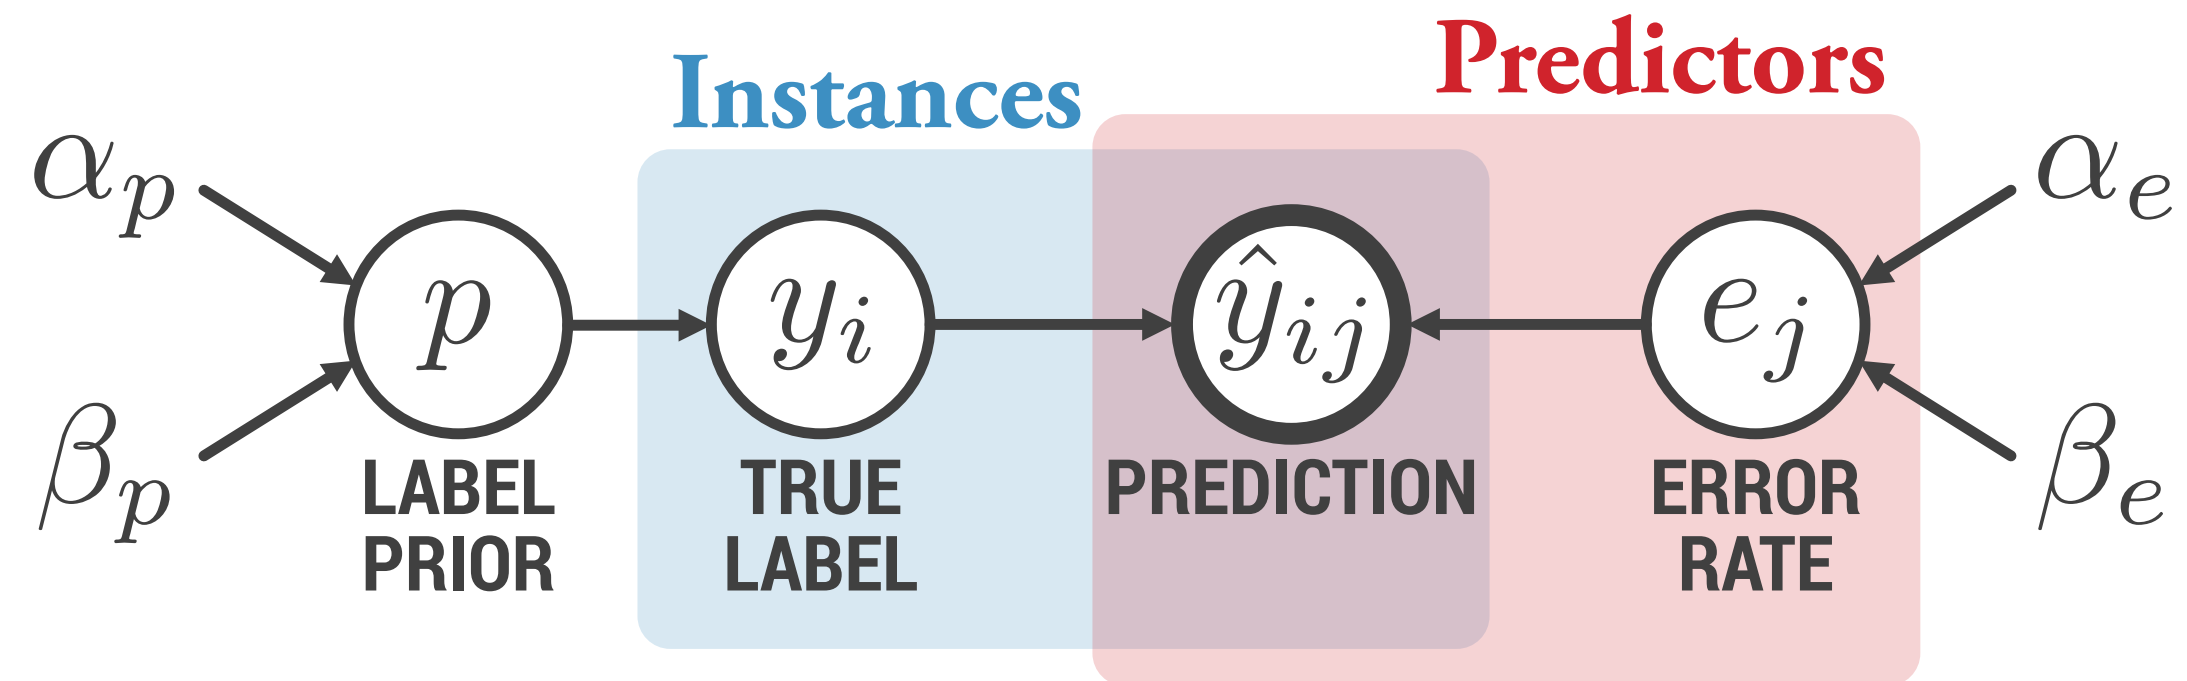 Instances
Predictors
α_p
β_p
p
LABEL
PRIOR
y_i
TRUE
LABEL
ŷ_ij
PREDICTION
e_j
ERROR
RATE
α_e
β_e